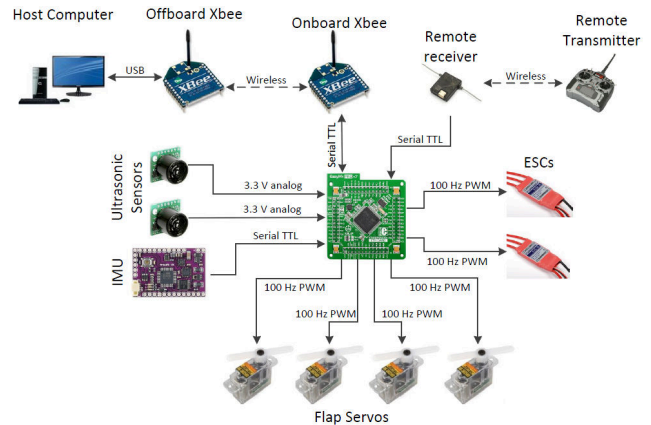 Host Computer
Offboard Xbee
Onboard Xbee
Remote
receiver
Remote
Transmitter
USB
Wireless
Wireless
XBee
XBee
Serial TTL
Serial TTL
Ultrasonic
Sensors
3.3 V analog
3.3 V analog
100 Hz PWM
ESCs
IMU
Serial TTL
100 Hz PWM
100 Hz PWM
100 Hz PWM
100 Hz PWM
100 Hz PWM
Flap Servos